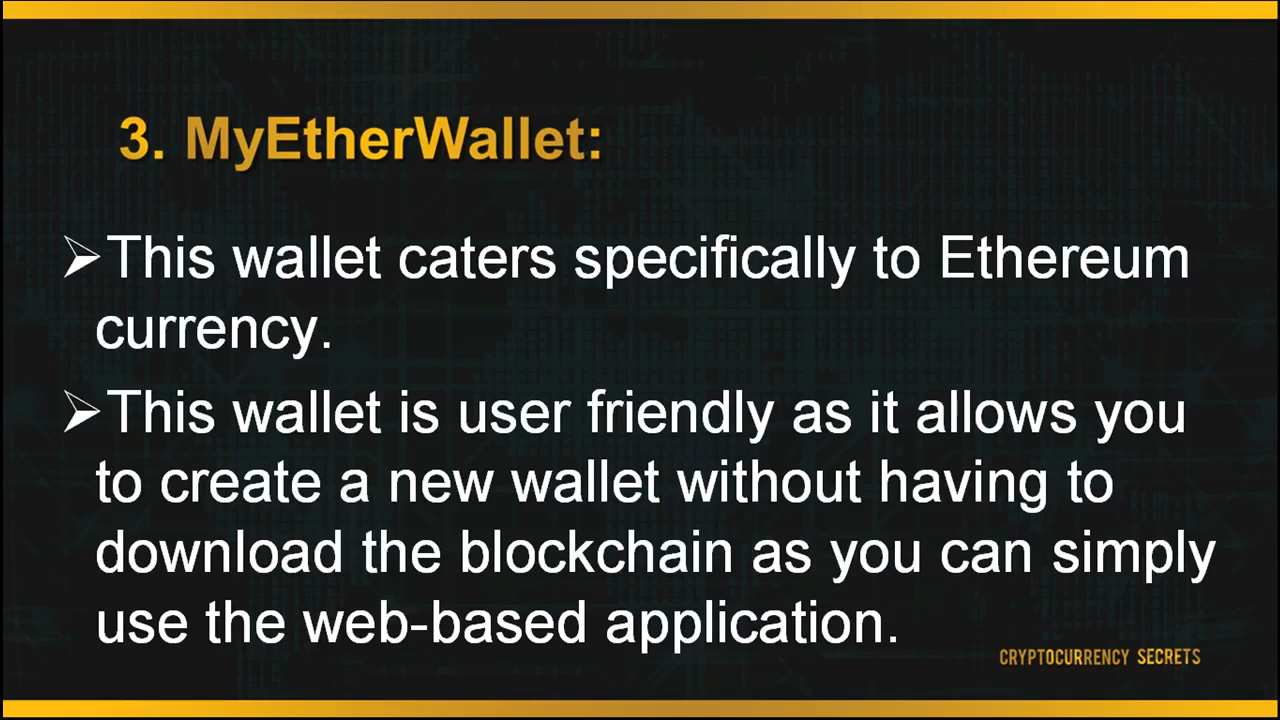 3. MyEtherWallet:
➢This wallet caters specifically to Ethereum
currency.
➢This wallet is user friendly as it allows you
to create a new wallet without having to
download the blockchain as you can simply
use the web-based application.
CRYPTOCURRENCY SECRETS